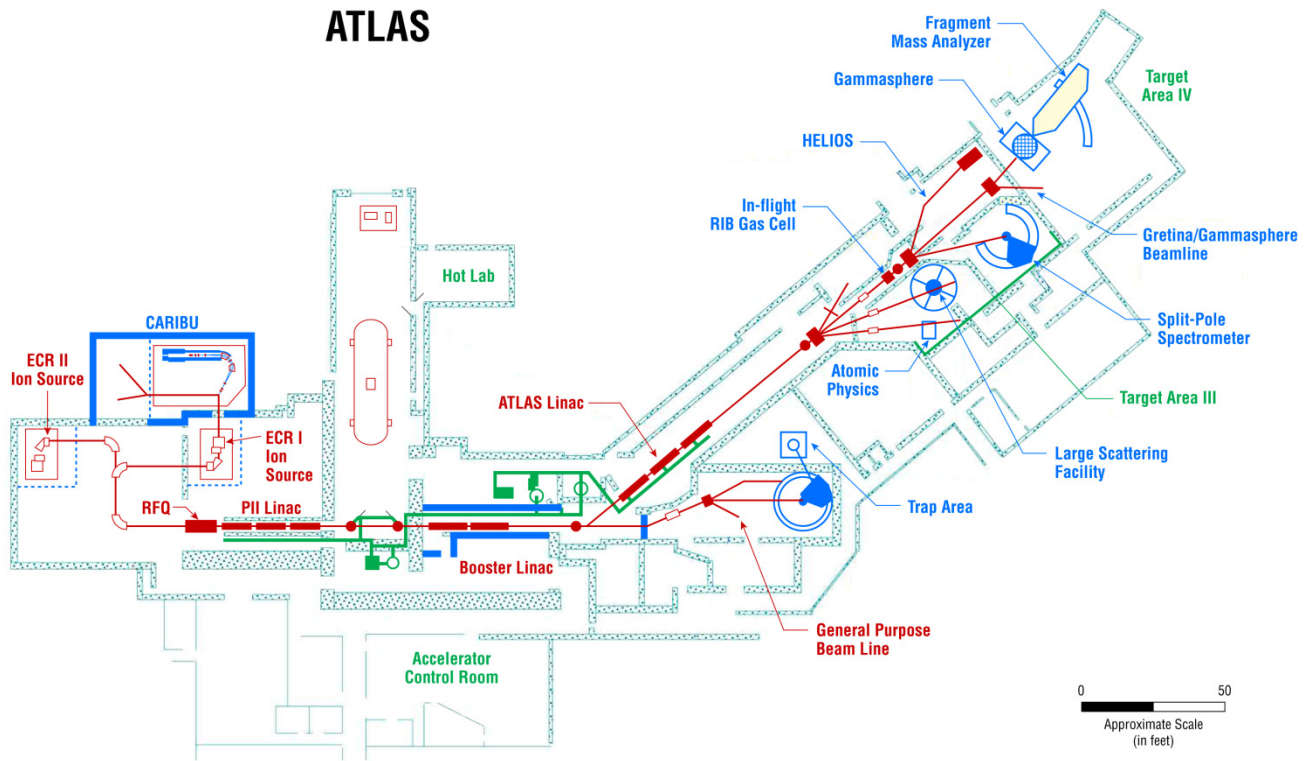 ATLAS
Fragment
Mass Analyzer
Gammasphere
Target
Area IV
HELIOS
In-flight
RIB Gas Cell
Gretina/Gammasphere
Beamline
Hot Lab
CARIBU
Split-Pole
Spectrometer
ECR II
Ion Source
Atomic
Physics
Target Area III
ATLAS Linac
ECR I
Ion
Source
Large Scattering
Facility
RFQ
PII Linac
Trap Area
Booster Linac
General Purpose
Beam Line
Accelerator
Control Room
0
50
Approximate Scale
(in feet)